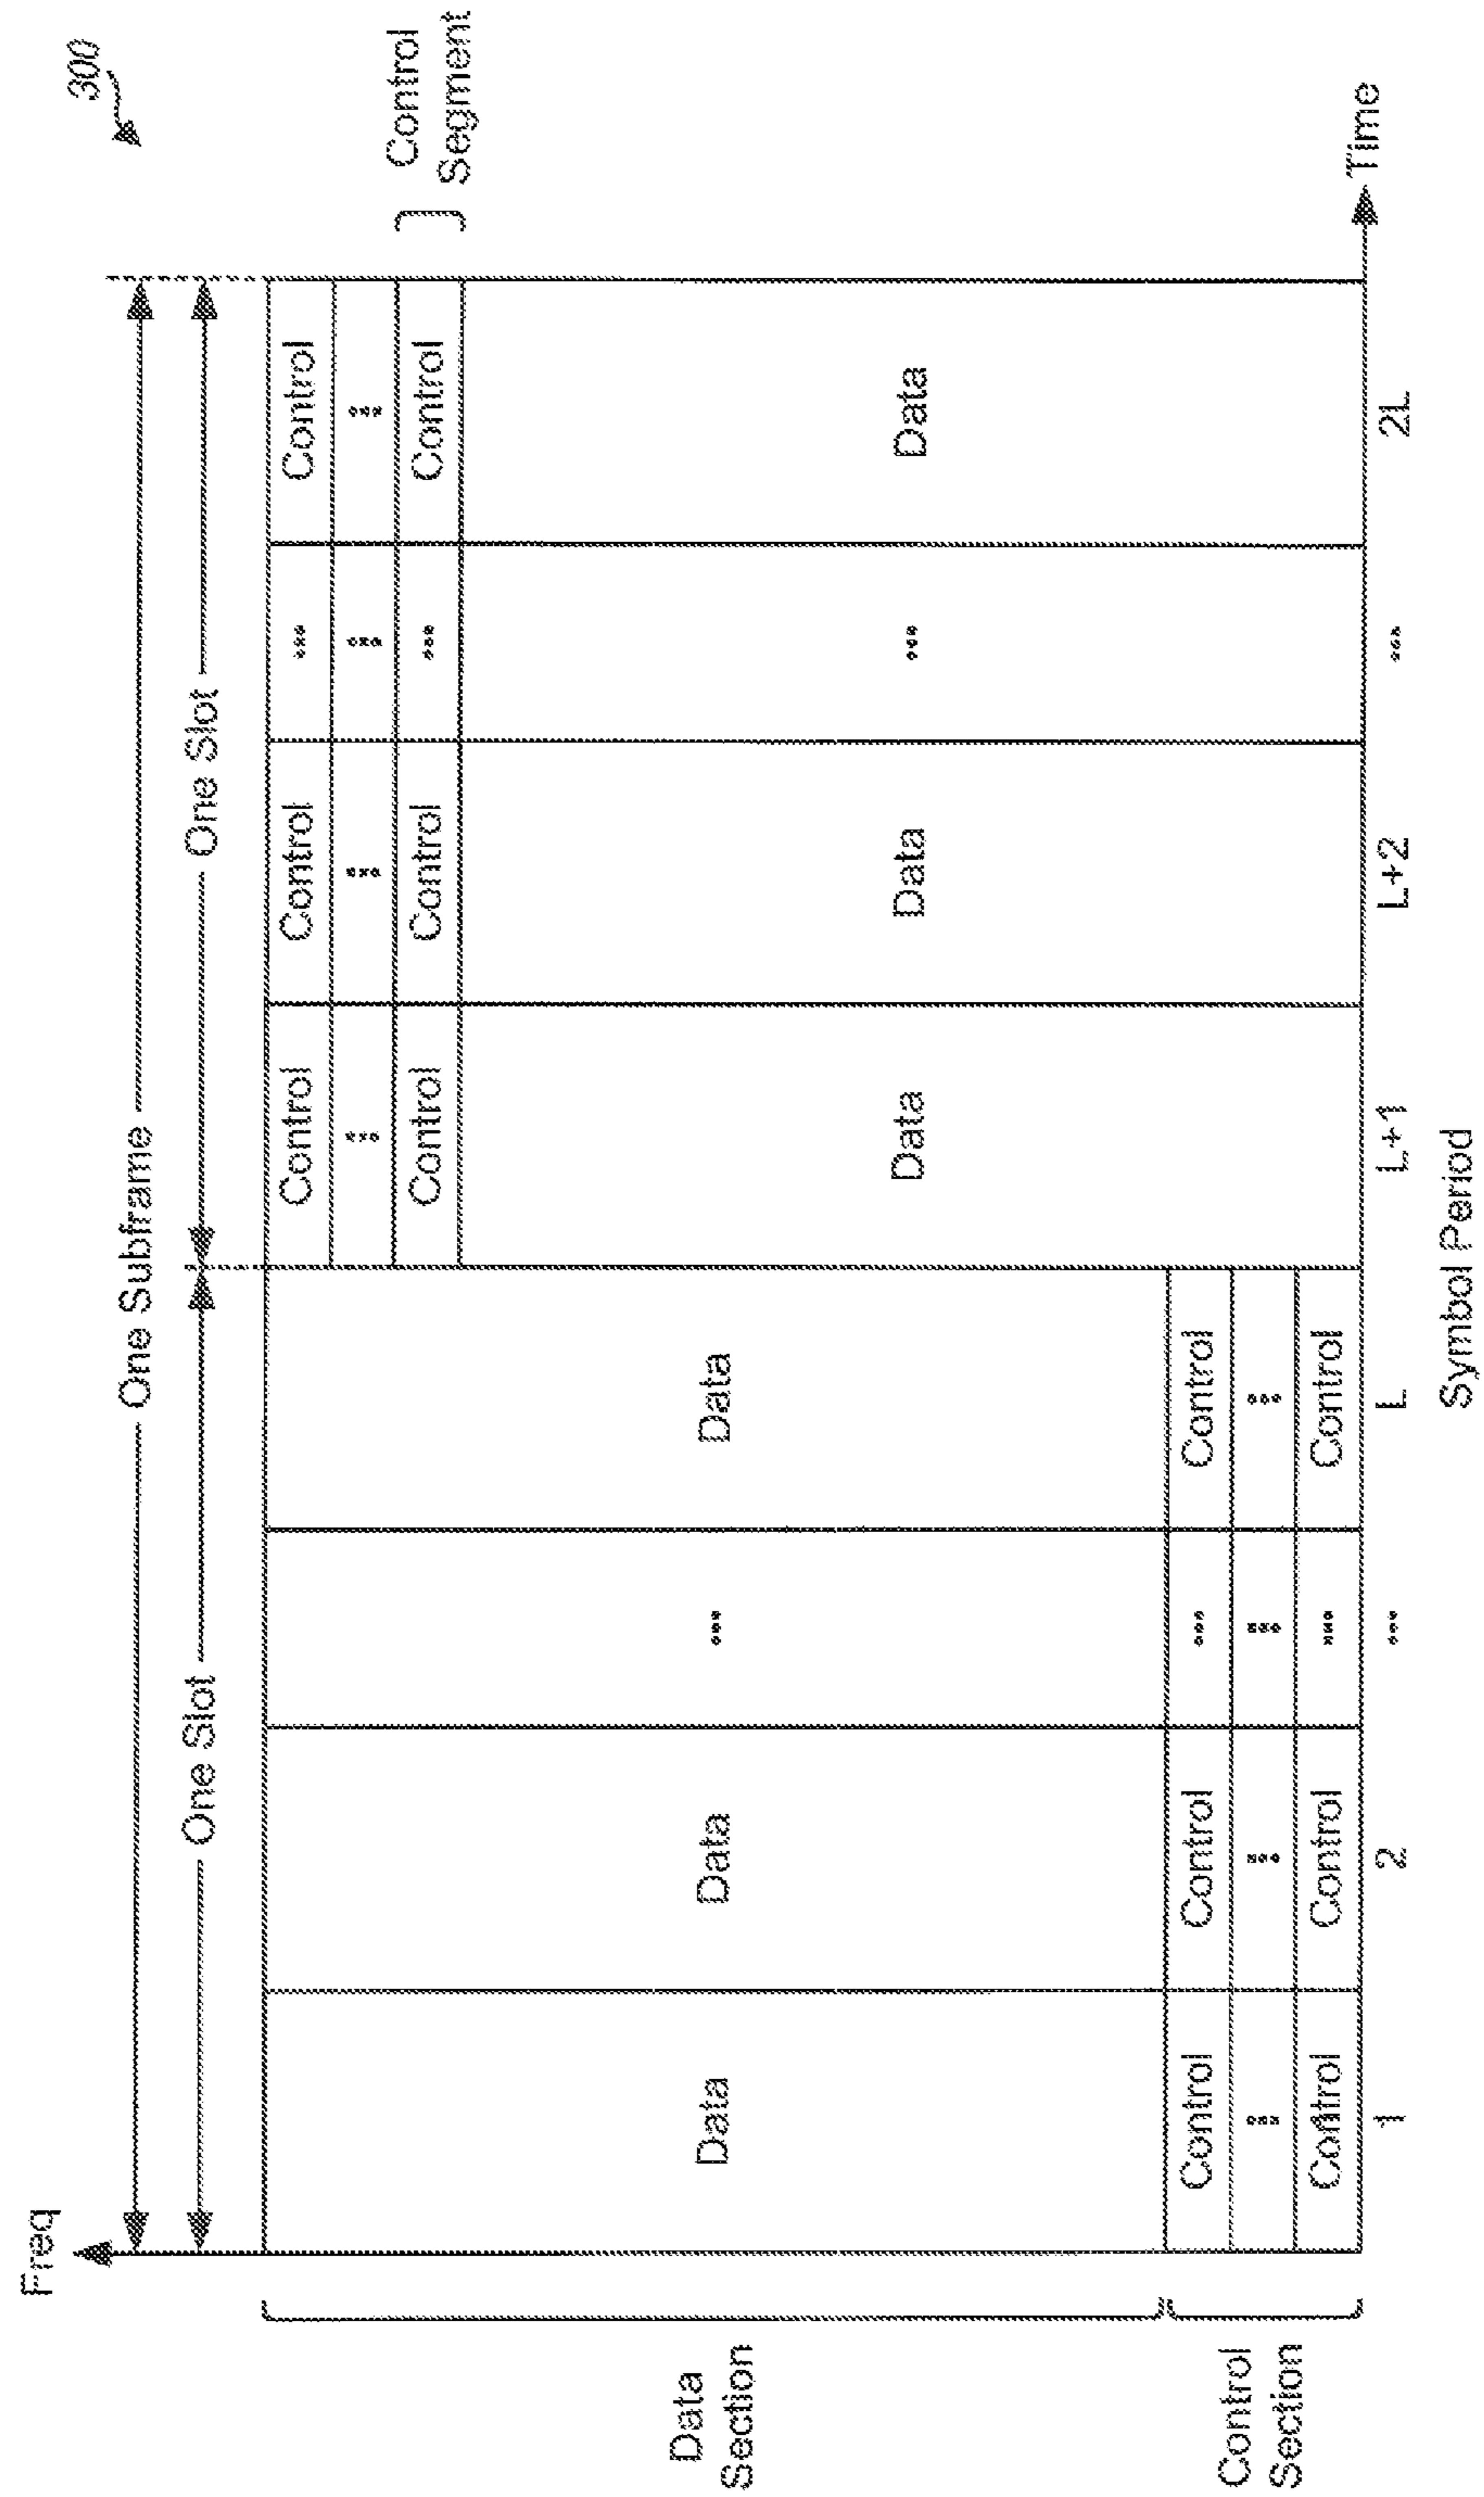 300
Freq
One Subframe
One Slot
One Slot
Control
Segment
Data
Section
Control
Section
Data
Data
...
Data
Control
Control
...
Control
...
...
...
...
Control
Control
...
Control
Data
Data
...
Data
Control
Control
...
Control
...
...
...
...
Control
Control
...
Control
Time
1
2
...
L
L+1
L+2
...
2L
Symbol Period